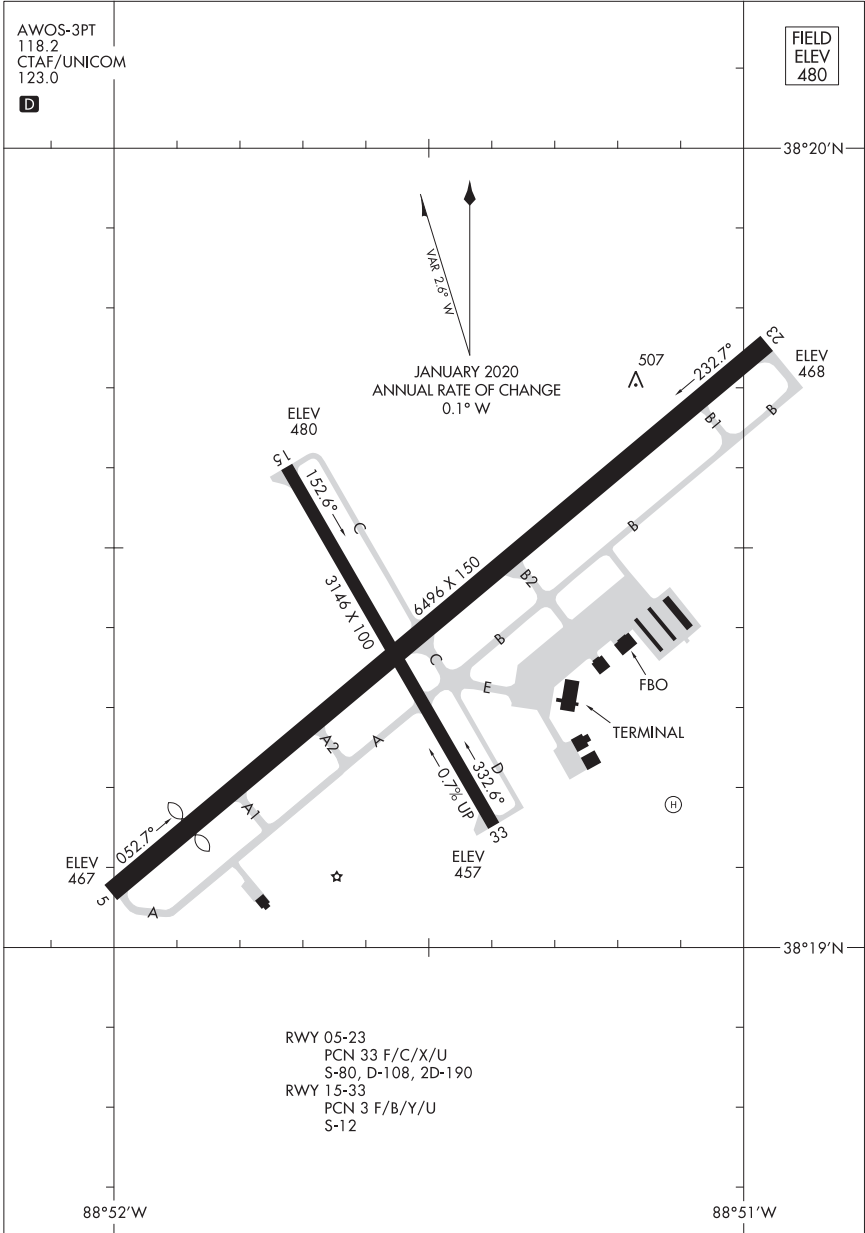 AWOS-3PT
118.2
CTAF/UNICOM
123.0
D
FIELD
ELEV
480
38°20'N
VAR 2.6° W
JANUARY 2020
ANNUAL RATE OF CHANGE
0.1° W
507
232.7°
23
ELEV
468
B1
B
ELEV
480
15
152.6°
C
3146 X 100
6496 X 150
B
B2
B
C
E
FBO
TERMINAL
A2
A
D
332.6°
0.7% UP
33
ELEV
457
H
A1
052.7°
ELEV
467
5
A
38°19'N
RWY 05-23
PCN 33 F/C/X/U
S-80, D-108, 2D-190
RWY 15-33
PCN 3 F/B/Y/U
S-12
88°52'W
88°51'W